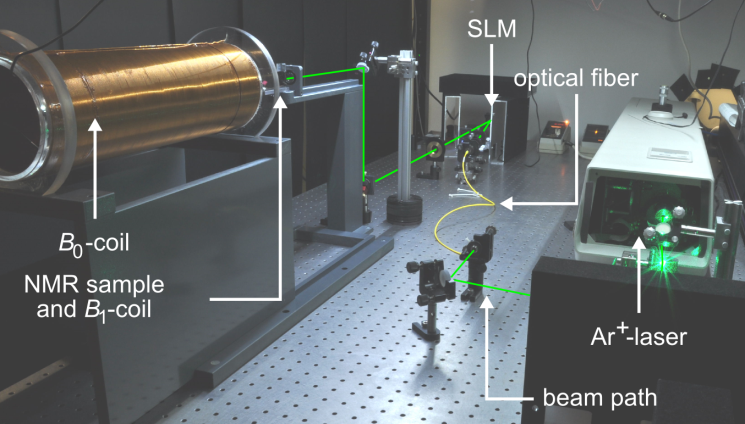 SLM
optical fiber
B0-coil
NMR sample
and B1-coil
Ar+-laser
beam path